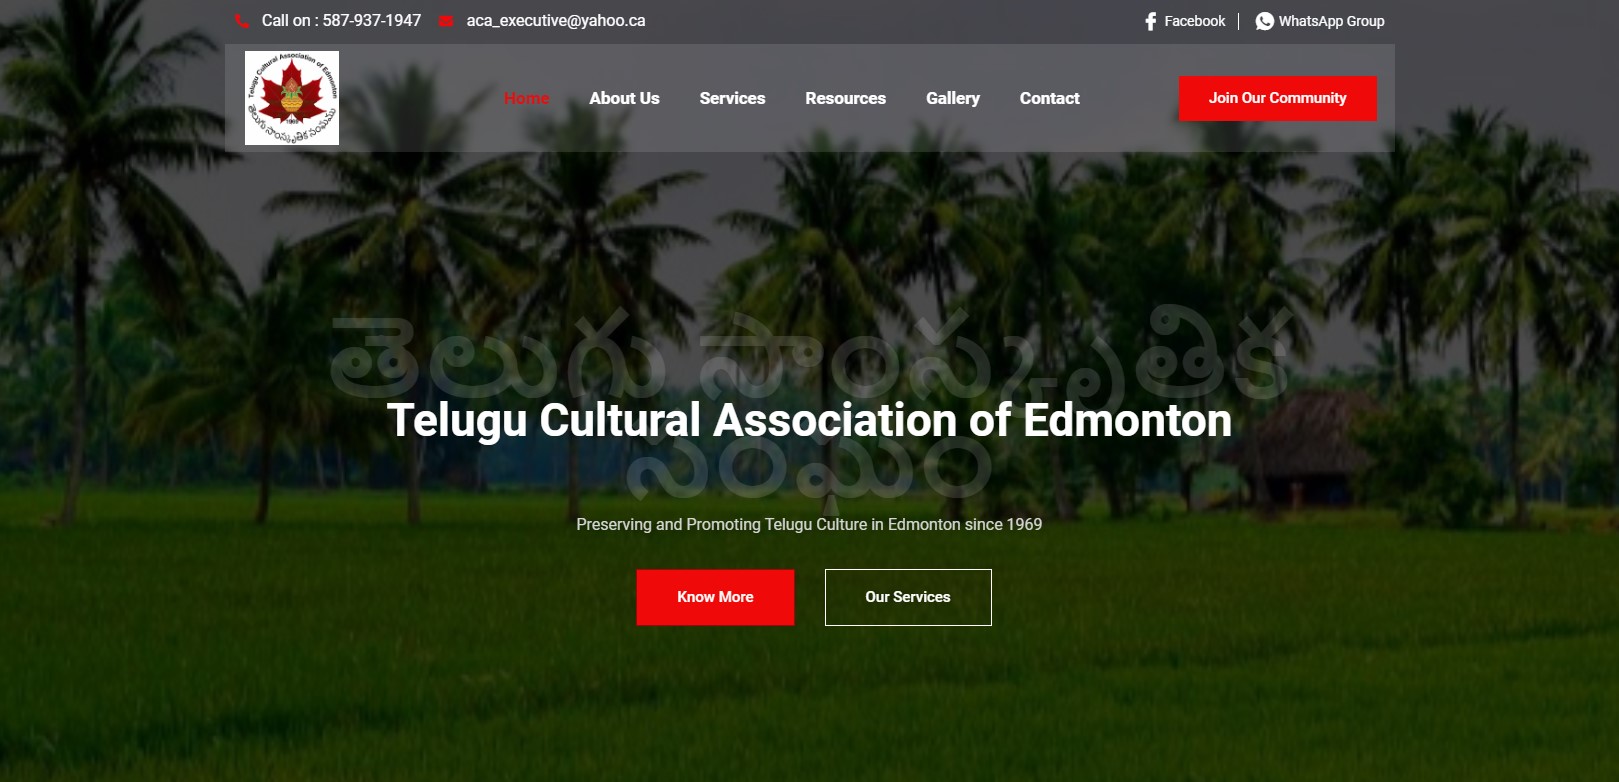 Call on : 587-937-1947
aca_executive@yahoo.ca
Facebook
WhatsApp Group
Telugu Cultural Association of Edmonton
1969
తెలుగు సాంస్కృతిక సంఘము
Home
About Us
Services
Resources
Gallery
Contact
Join Our Community
తెలుగు సాంస్కృతిక
Telugu Cultural Association of Edmonton
సంఘం
Preserving and Promoting Telugu Culture in Edmonton since 1969
Know More
Our Services